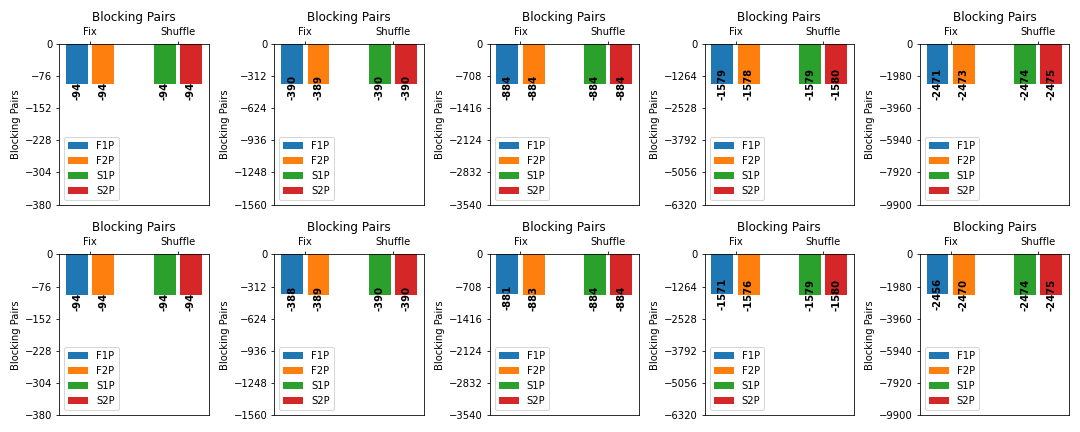 Blocking Pairs
Fix Shuffle
0
−76
−152
−228
−304
−380
Blocking Pairs
-94 -94 -94 -94
F1P
F2P
S1P
S2P
Blocking Pairs
Fix Shuffle
0
−312
−624
−936
−1248
−1560
Blocking Pairs
-390 -389 -390 -390
F1P
F2P
S1P
S2P
Blocking Pairs
Fix Shuffle
0
−708
−1416
−2124
−2832
−3540
Blocking Pairs
-884 -884 -884 -884
F1P
F2P
S1P
S2P
Blocking Pairs
Fix Shuffle
0
−1264
−2528
−3792
−5056
−6320
Blocking Pairs
-1579 -1578 -1579 -1580
F1P
F2P
S1P
S2P
Blocking Pairs
Fix Shuffle
0
−1980
−3960
−5940
−7920
−9900
Blocking Pairs
-2471 -2473 -2474 -2475
F1P
F2P
S1P
S2P
Blocking Pairs
Fix Shuffle
0
−76
−152
−228
−304
−380
Blocking Pairs
-94 -94 -94 -94
F1P
F2P
S1P
S2P
Blocking Pairs
Fix Shuffle
0
−312
−624
−936
−1248
−1560
Blocking Pairs
-388 -389 -390 -390
F1P
F2P
S1P
S2P
Blocking Pairs
Fix Shuffle
0
−708
−1416
−2124
−2832
−3540
Blocking Pairs
-881 -883 -884 -884
F1P
F2P
S1P
S2P
Blocking Pairs
Fix Shuffle
0
−1264
−2528
−3792
−5056
−6320
Blocking Pairs
-1571 -1576 -1579 -1580
F1P
F2P
S1P
S2P
Blocking Pairs
Fix Shuffle
0
−1980
−3960
−5940
−7920
−9900
Blocking Pairs
-2456 -2470 -2474 -2475
F1P
F2P
S1P
S2P